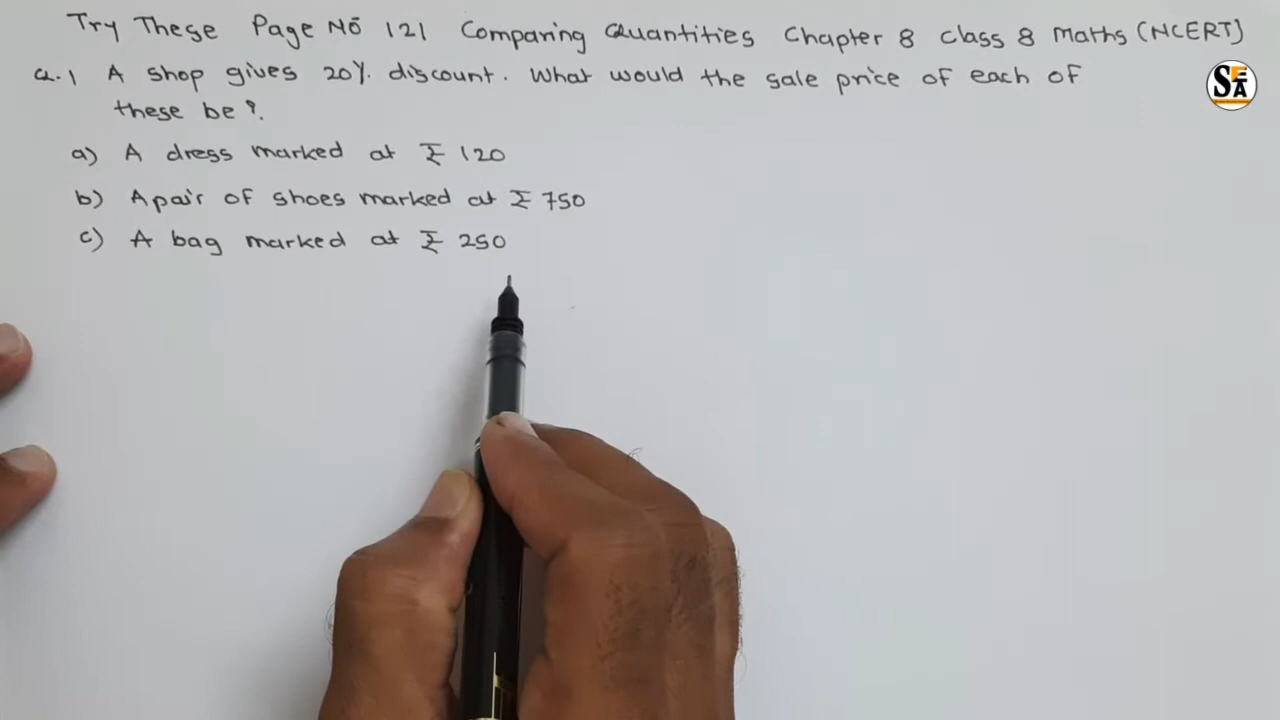 Try These Page No 121 Comparing Quantities Chapter 8 class 8 Maths (NCERT)
Q.1 A shop gives 20% discount. What would the sale price of each of
these be?
a) A dress marked at ₹ 120
b) A pair of shoes marked at ₹ 750
c) A bag marked at ₹ 250
SFTA